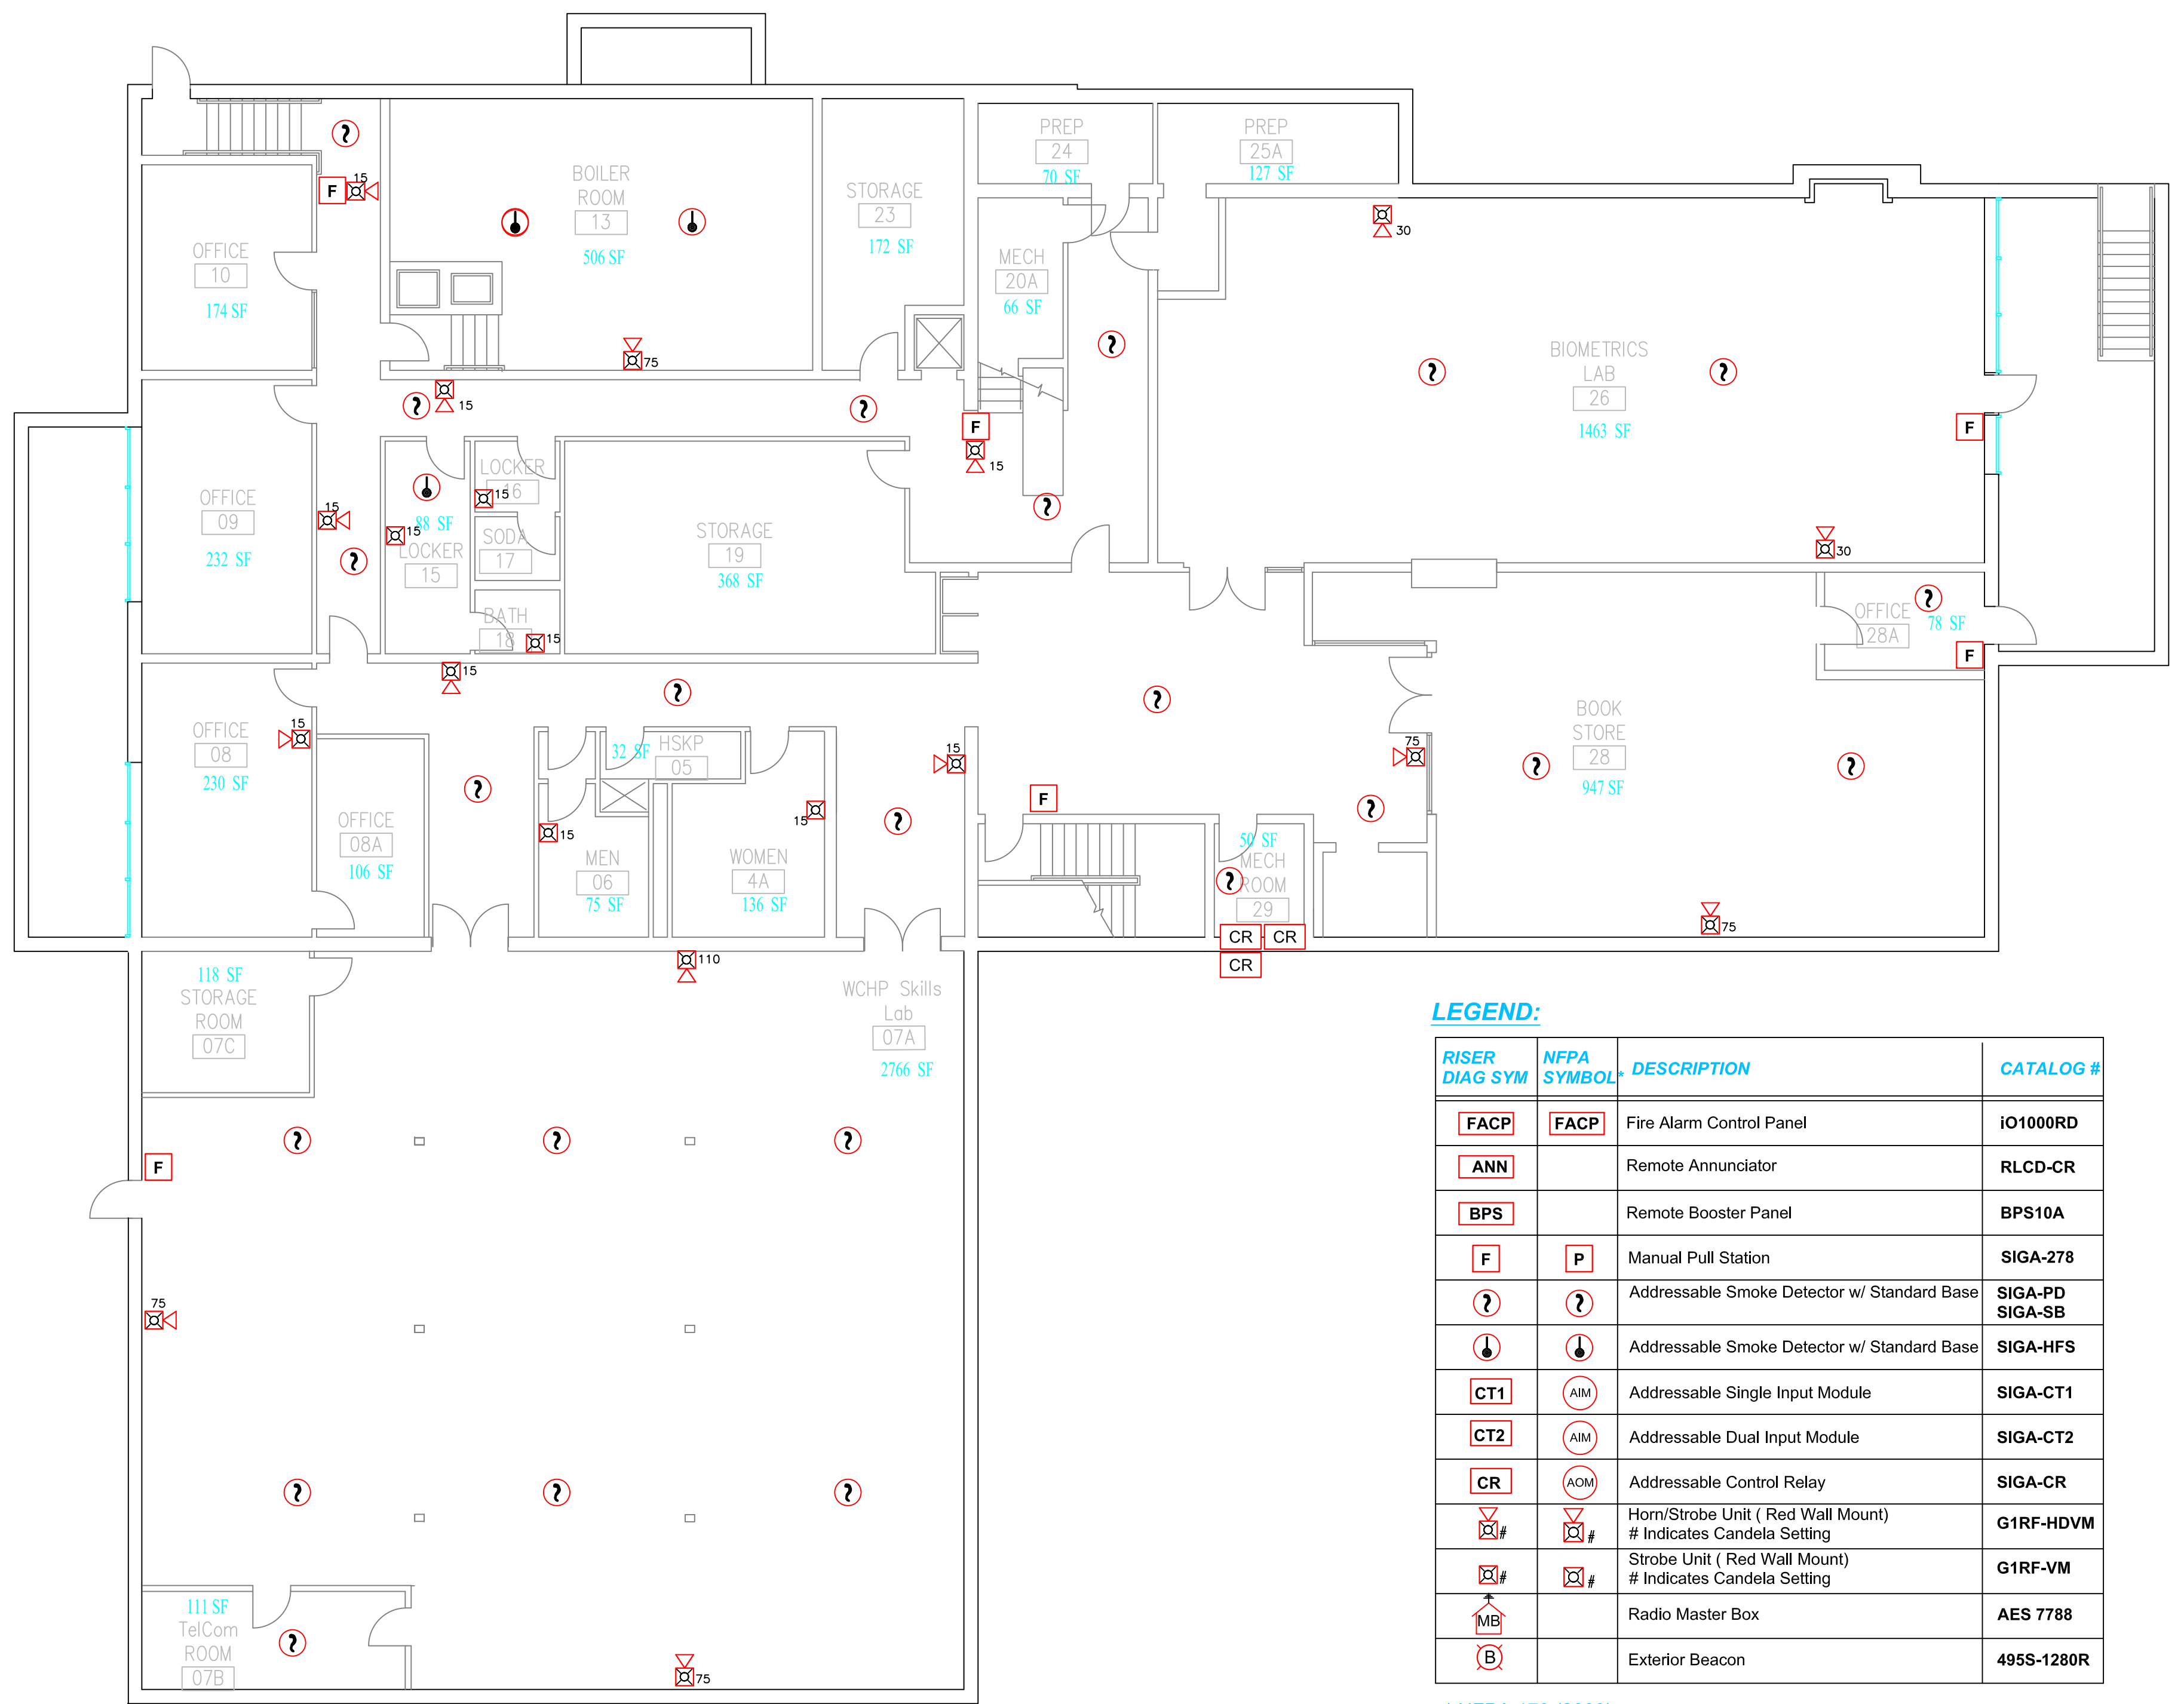 PREP
24
70 SF
PREP
25A
127 SF
BOILER
ROOM
13
506 SF
STORAGE
23
172 SF
F
15
OFFICE
10
174 SF
MECH
20A
66 SF
30
75
BIOMETRICS
LAB
26
1463 SF
15
F
15
F
LOCKER
16
15
OFFICE
09
232 SF
15
88 SF
15
LOCKER
15
SODA
17
STORAGE
19
368 SF
30
BATH
18
15
OFFICE
28A
78 SF
F
15
OFFICE
08
230 SF
15
32 SF
HSKP
05
15
75
BOOK
STORE
28
947 SF
F
OFFICE
08A
106 SF
15
MEN
06
75 SF
15
WOMEN
4A
136 SF
50 SF
MECH
ROOM
29
75
CR
CR
CR
110
118 SF
STORAGE
ROOM
07C
WCHP Skills
Lab
07A
2766 SF
F
75
111 SF
TelCom
ROOM
07B
75
LEGEND:
RISER DIAG SYM NFPA SYMBOL* DESCRIPTION CATALOG #
FACP FACP Fire Alarm Control Panel iO1000RD
ANN Remote Annunciator RLCD-CR
BPS Remote Booster Panel BPS10A
F P Manual Pull Station SIGA-278
Addressable Smoke Detector w/ Standard Base SIGA-PD
SIGA-SB
Addressable Smoke Detector w/ Standard Base SIGA-HFS
CT1 AIM Addressable Single Input Module SIGA-CT1
CT2 AIM Addressable Dual Input Module SIGA-CT2
CR AOM Addressable Control Relay SIGA-CR
Horn/Strobe Unit ( Red Wall Mount)
# # # Indicates Candela Setting G1RF-HDVM
Strobe Unit ( Red Wall Mount)
# # # Indicates Candela Setting G1RF-VM
MB Radio Master Box AES 7788
B Exterior Beacon 495S-1280R